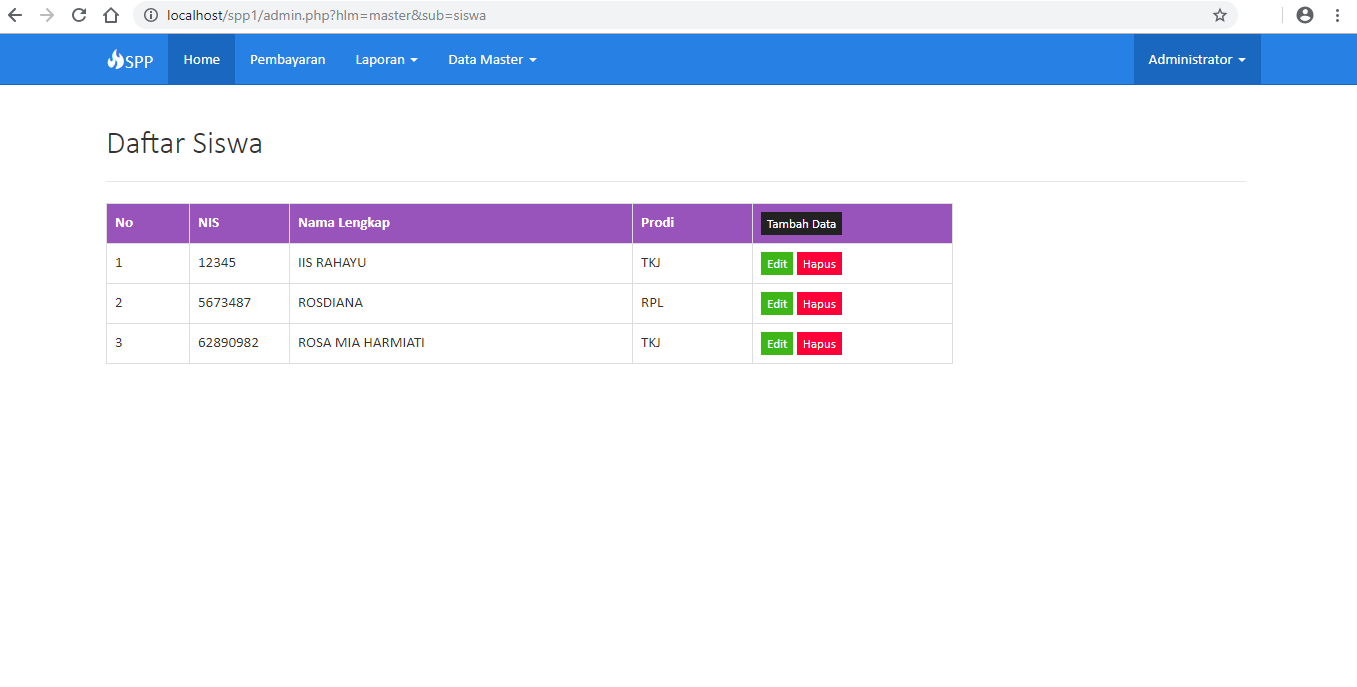 localhost/spp1/admin.php?hlm=master&sub=siswa
SPP Home Pembayaran Laporan Data Master Administrator
Daftar Siswa
No NIS Nama Lengkap Prodi Tambah Data
1 12345 IIS RAHAYU TKJ Edit Hapus
2 5673487 ROSDIANA RPL Edit Hapus
3 62890982 ROSA MIA HARMIATI TKJ Edit Hapus